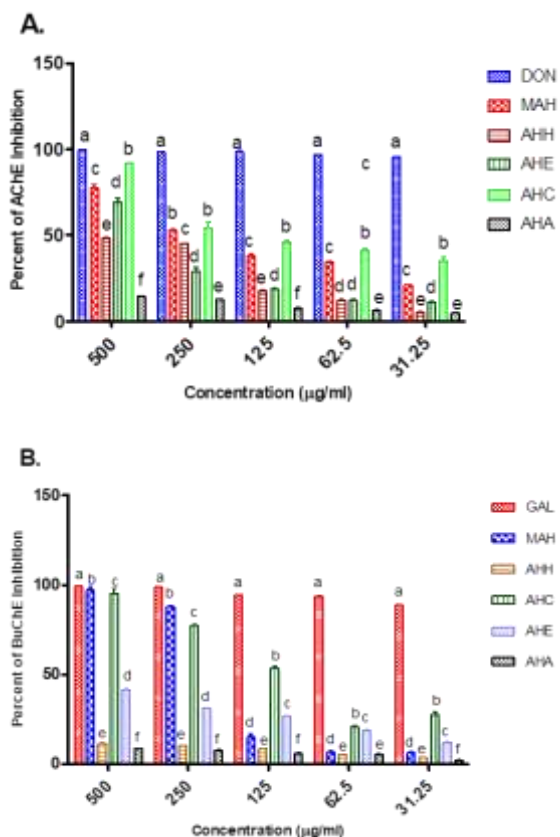 A.
150
100
50
0
Percent of AChE Inhibition
a c e d b f
a b c d b e
a c e d b f
a c d d b c e
a c e d b e
500 250 125 62.5 31.25
Concentration (µg/ml)
DON
MAH
AHH
AHE
AHC
AHA
B.
150
100
50
0
Percent of BuChE Inhibition
a b e c d f
a b e c d f
a d e b c f
a d e b c e
a d e b c f
500 250 125 62.5 31.25
Concentration (µg/ml)
GAL
MAH
AHH
AHC
AHE
AHA